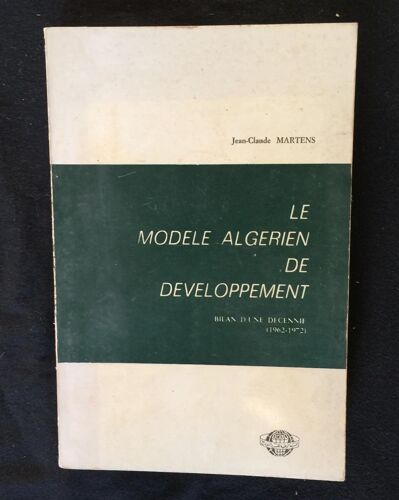 Jean-Claude MARTENS
LE
MODELE ALGERIEN
DE
DEVELOPPEMENT
BILAN D'UNE DECENNIE
(1962-1972)